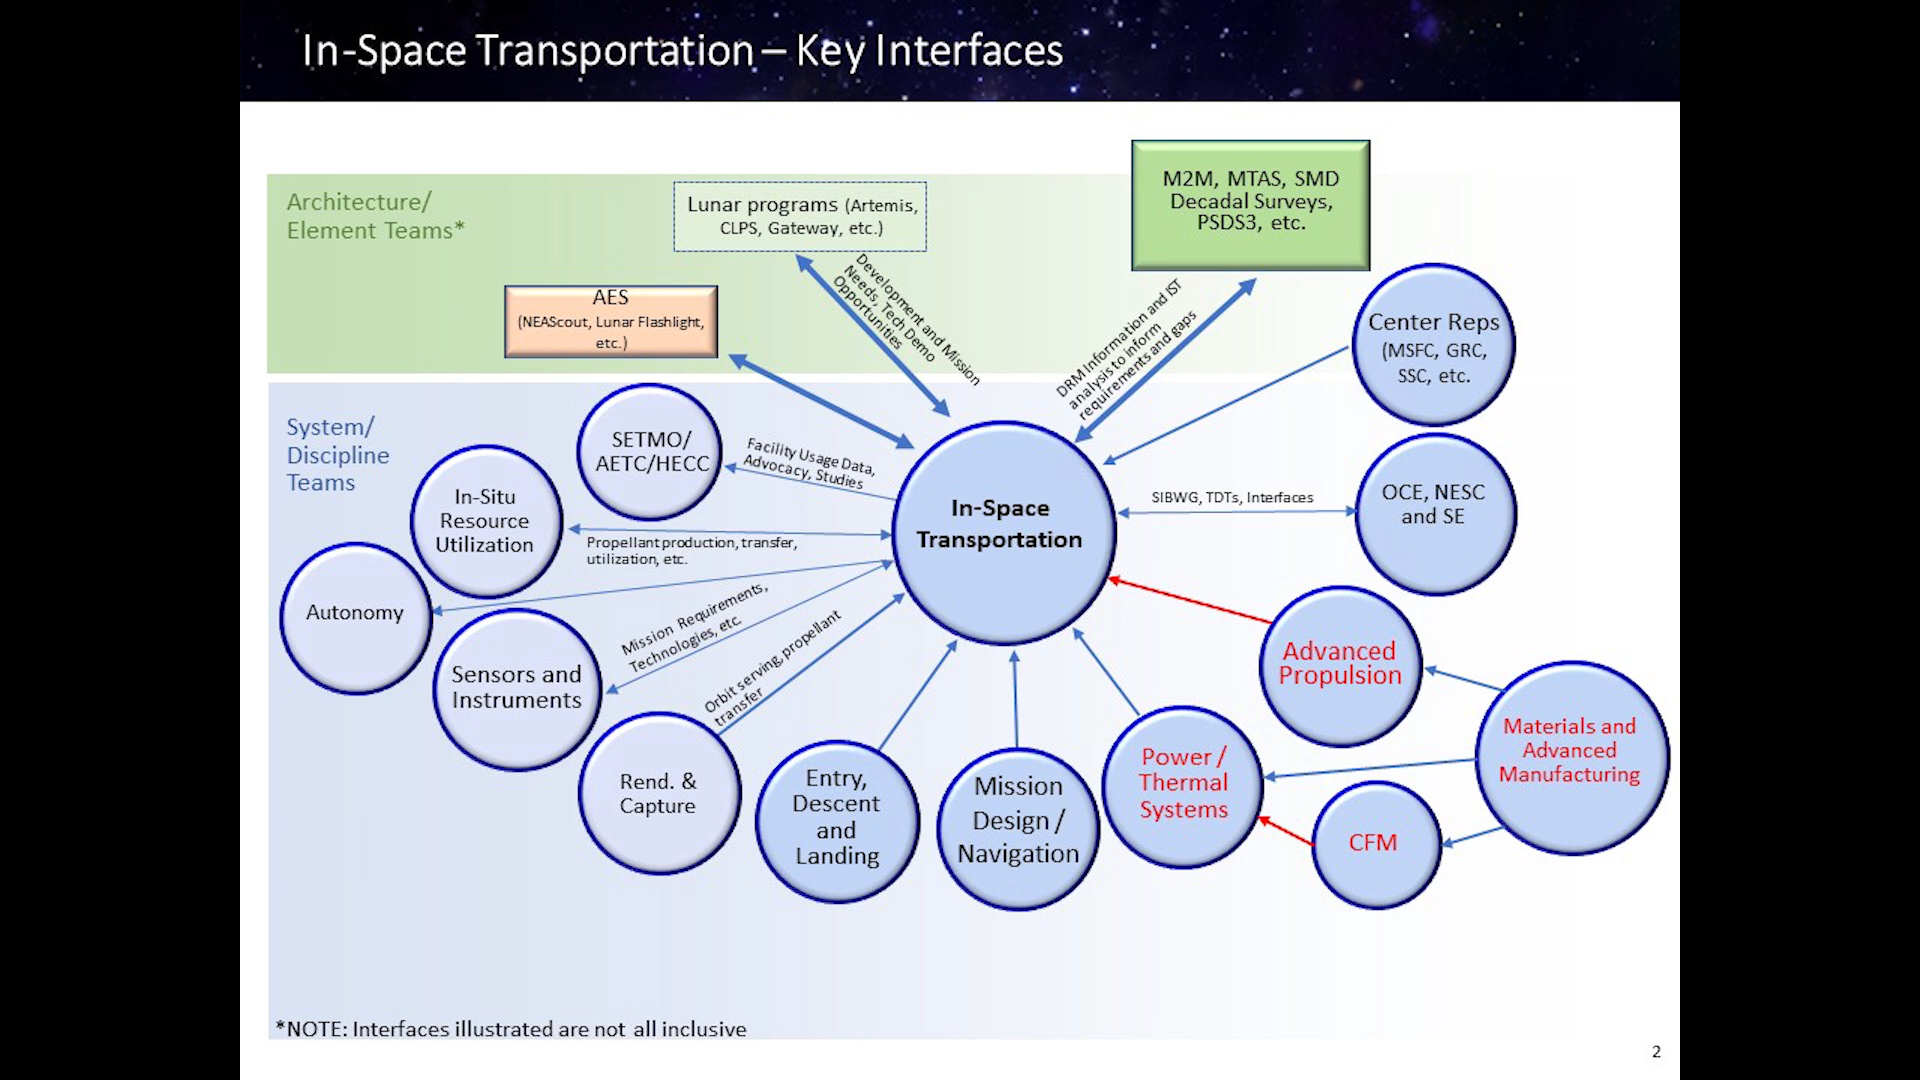 In-Space Transportation – Key Interfaces
Architecture/
Element Teams*
Lunar programs (Artemis,
CLPS, Gateway, etc.)
M2M, MTAS, SMD
Decadal Surveys,
PSDS3, etc.
AES
(NEAScout, Lunar Flashlight,
etc.)
Development and Mission
Needs, Tech Demo
Opportunities
DRM Information and IST
analysis to inform
requirements and gaps
Center Reps
(MSFC, GRC,
SSC, etc.
System/
Discipline
Teams
SETMO/
AETC/HECC
Facility Usage Data,
Advocacy, Studies
In-Situ
Resource
Utilization
In-Space
Transportation
SIBWG, TDTs, Interfaces
OCE, NESC
and SE
Propellant production, transfer,
utilization, etc.
Autonomy
Mission Requirements,
Technologies, etc.
Sensors and
Instruments
Orbit serving, propellant
transfer
Advanced
Propulsion
Rend. &
Capture
Entry,
Descent
and
Landing
Mission
Design /
Navigation
Power /
Thermal
Systems
Materials and
Advanced
Manufacturing
CFM
*NOTE: Interfaces illustrated are not all inclusive
2